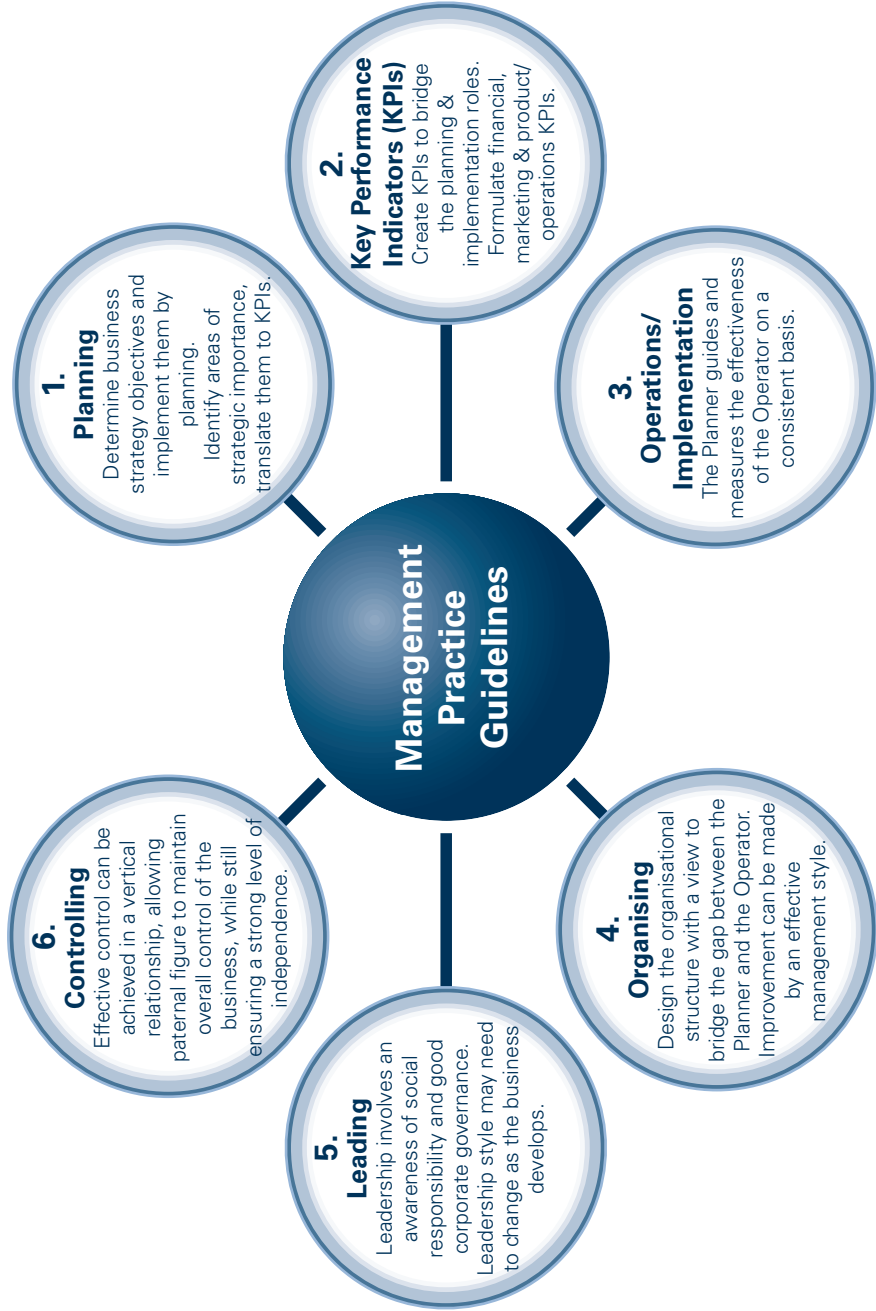 Management
Practice
Guidelines
1.
Planning
Determine business
strategy objectives and
implement them by
planning.
Identify areas of
strategic importance,
translate them to KPIs.
2.
Key Performance
Indicators (KPIs)
Create KPIs to bridge
the planning &
implementation roles.
Formulate financial,
marketing & product/
operations KPIs.
3.
Operations/
Implementation
The Planner guides and
measures the effectiveness
of the Operator on a
consistent basis.
4.
Organising
Design the organisational
structure with a view to
bridge the gap between the
Planner and the Operator.
Improvement can be made
by an effective
management style.
5.
Leading
Leadership involves an
awareness of social
responsibility and good
corporate governance.
Leadership style may need
to change as the business
develops.
6.
Controlling
Effective control can be
achieved in a vertical
relationship, allowing
paternal figure to maintain
overall control of the
business, while still
ensuring a strong level of
independence.